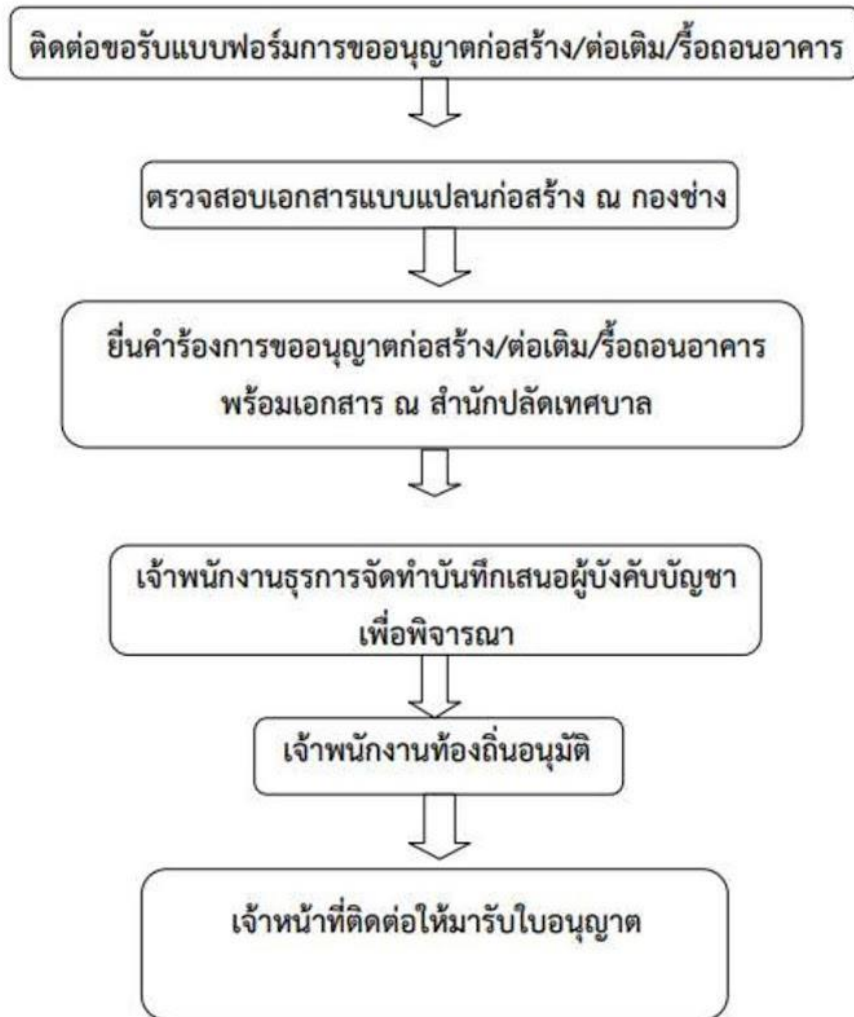 ติดต่อขอรับแบบฟอร์มการขออนุญาตก่อสร้าง/ต่อเติม/รื้อถอนอาคาร
ตรวจสอบเอกสารแบบแปลนก่อสร้าง ณ กองช่าง
ยื่นคำร้องการขออนุญาตก่อสร้าง/ต่อเติม/รื้อถอนอาคาร
พร้อมเอกสาร ณ สำนักปลัดเทศบาล
เจ้าพนักงานธุรการจัดทำบันทึกเสนอผู้บังคับบัญชา
เพื่อพิจารณา
เจ้าพนักงานท้องถิ่นอนุมัติ
เจ้าหน้าที่ติดต่อให้มารับใบอนุญาต